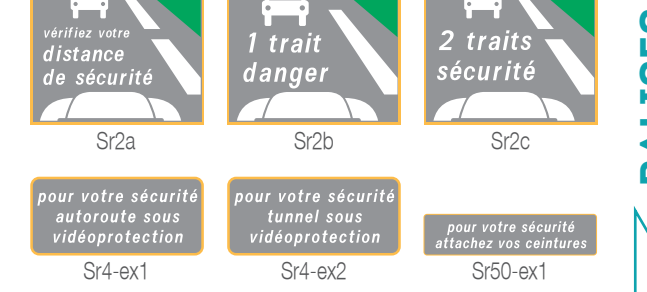 vérifiez votre
distance
de sécurité
1 trait
danger
2 traits
sécurité
Sr2a
Sr2b
Sr2c
pour votre sécurité
autoroute sous
vidéoprotection
pour votre sécurité
tunnel sous
vidéoprotection
pour votre sécurité
attachez vos ceintures
Sr4-ex1
Sr4-ex2
Sr50-ex1